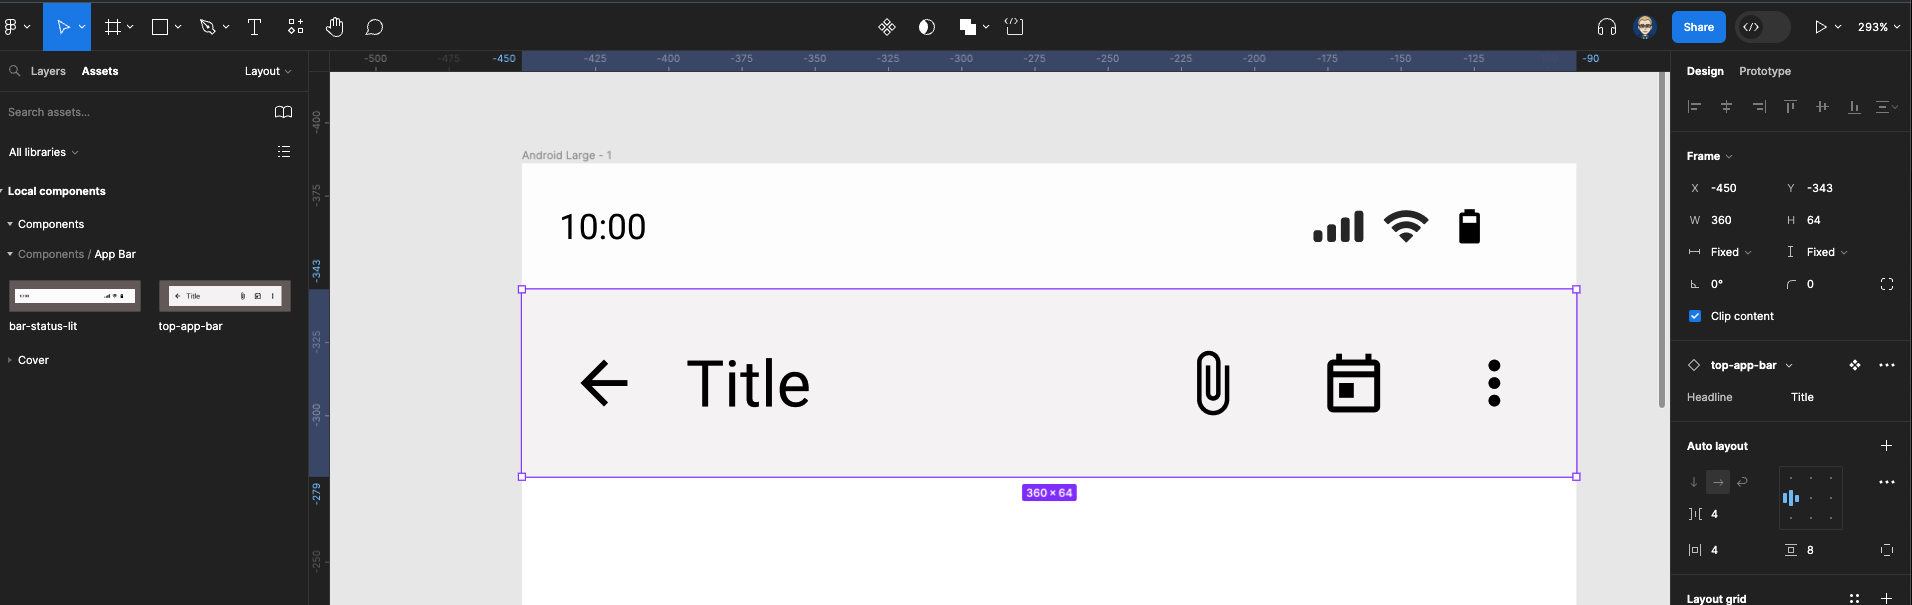 Share
293%
Layers
Assets
Layout
Search assets...
All libraries
Local components
Components
Components / App Bar
10:00
Title
bar-status-lit
top-app-bar
Cover
-500
-475
-450
-425
-400
-375
-350
-325
-300
-275
-250
-225
-200
-175
-150
-125
-90
-400
-375
-343
-325
-300
-279
-250
Android Large - 1
10:00
Title
360 × 64
Design
Prototype
Frame
X -450
Y -343
W 360
H 64
Fixed
Fixed
0°
0
Clip content
top-app-bar
Headline
Title
Auto layout
4
4
8
Layout grid